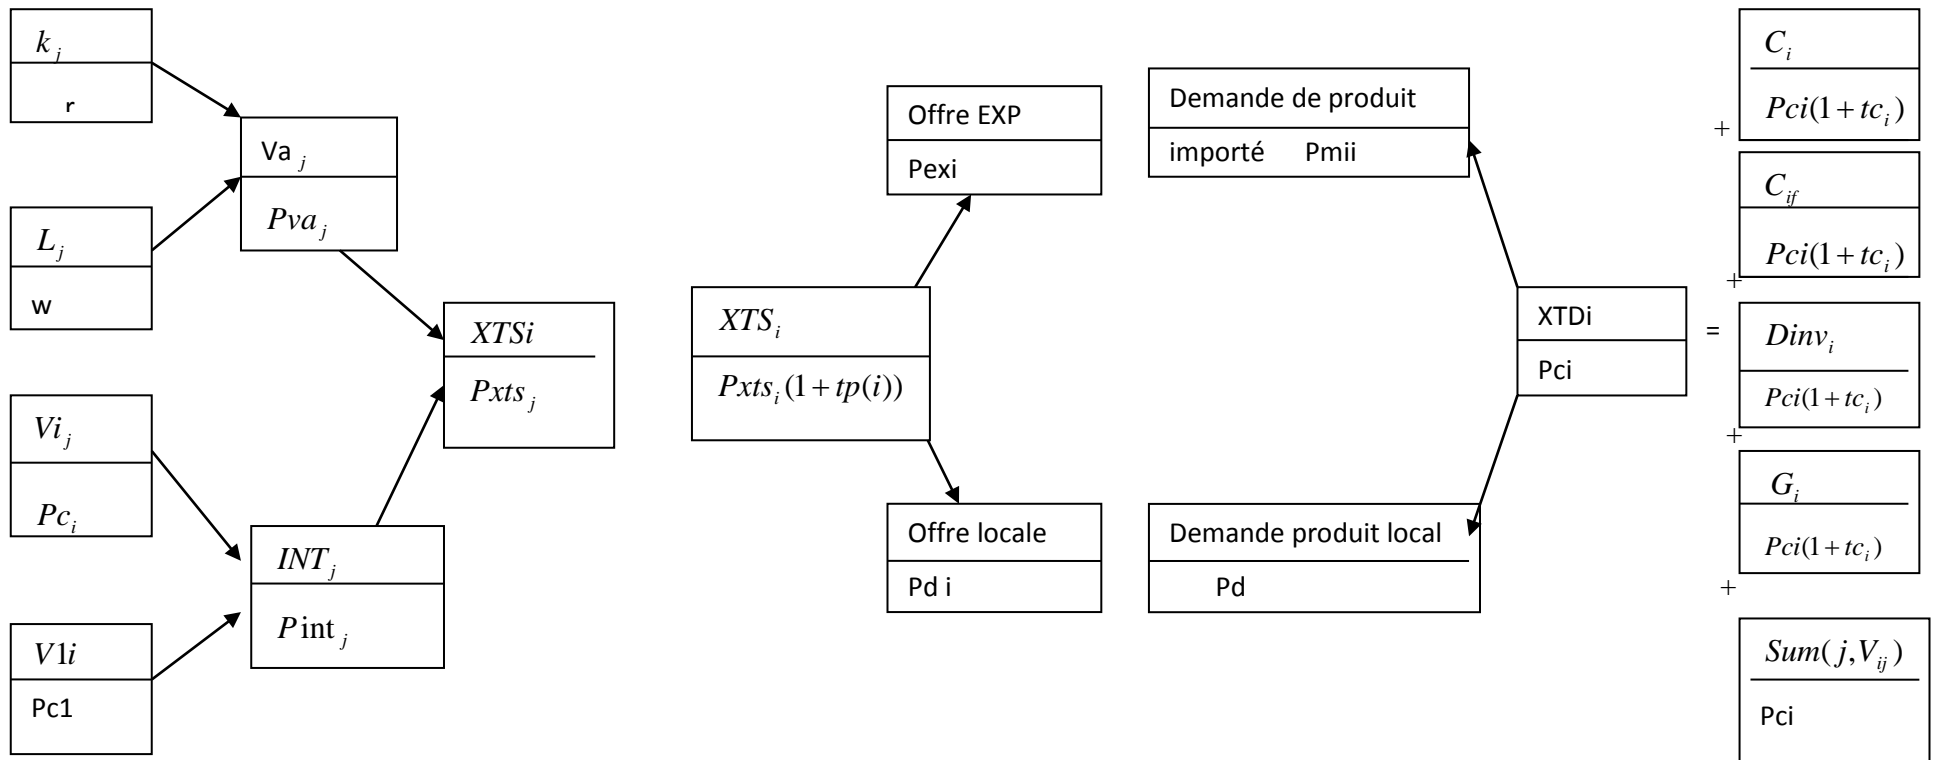 k_j
r
L_j
w
Vi_j
Pc_i
V1i
Pc1
Va_j
Pva_j
INT_j
Pint_j
XTSi
Pxts_j
XTS_i
Pxts_i(1+tp(i))
Offre EXP
Pexi
Offre locale
Pd i
Demande de produit
importé Pmii
Demande produit local
Pd
XTDi
Pci
=
C_i
Pci(1+tc_i)
+
C_if
Pci(1+tc_i)
+
Dinv_i
Pci(1+tc_i)
+
G_i
Pci(1+tc_i)
+
Sum(j,V_ij)
Pci